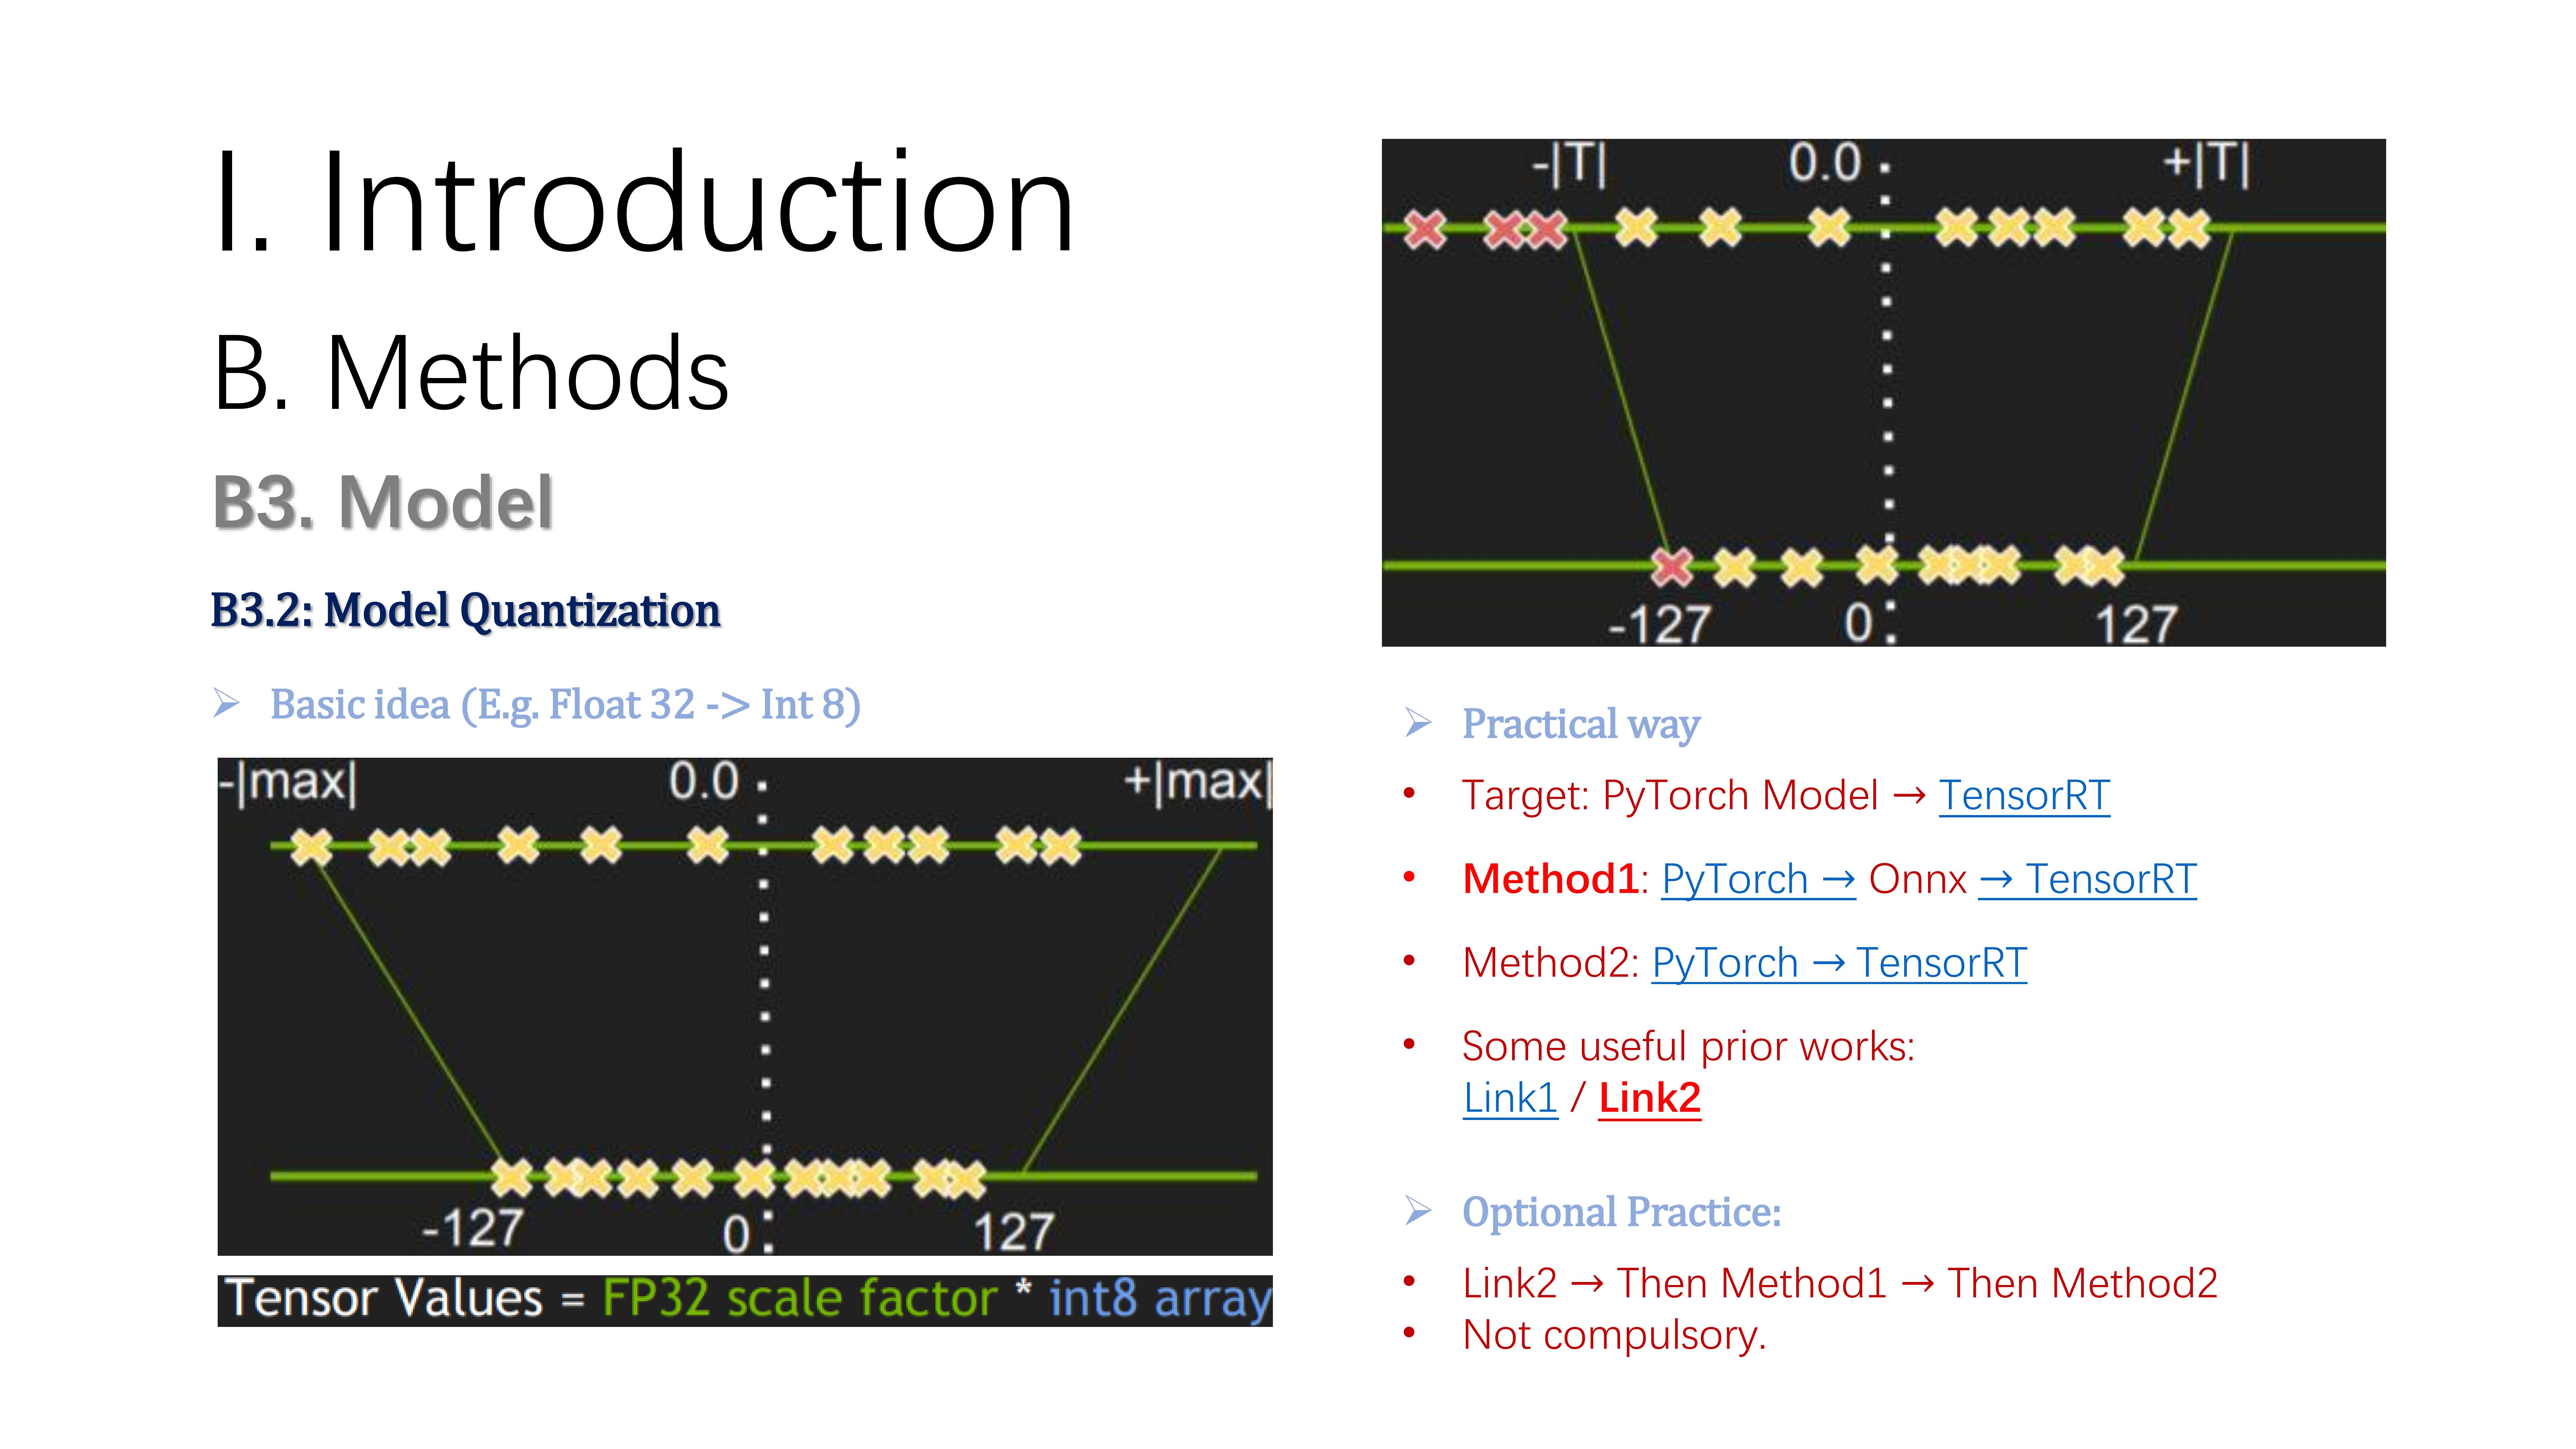 I. Introduction
B. Methods
B3. Model
B3.2: Model Quantization
➢ Basic idea (E.g. Float 32 -> Int 8)
-|max| 0.0 +|max|
-127 0 127
Tensor Values = FP32 scale factor * int8 array
-|T| 0.0 +|T|
-127 0 127
➢ Practical way
• Target: PyTorch Model → TensorRT
• Method1: PyTorch → Onnx → TensorRT
• Method2: PyTorch → TensorRT
• Some useful prior works:
Link1 / Link2
➢ Optional Practice:
• Link2 → Then Method1 → Then Method2
• Not compulsory.